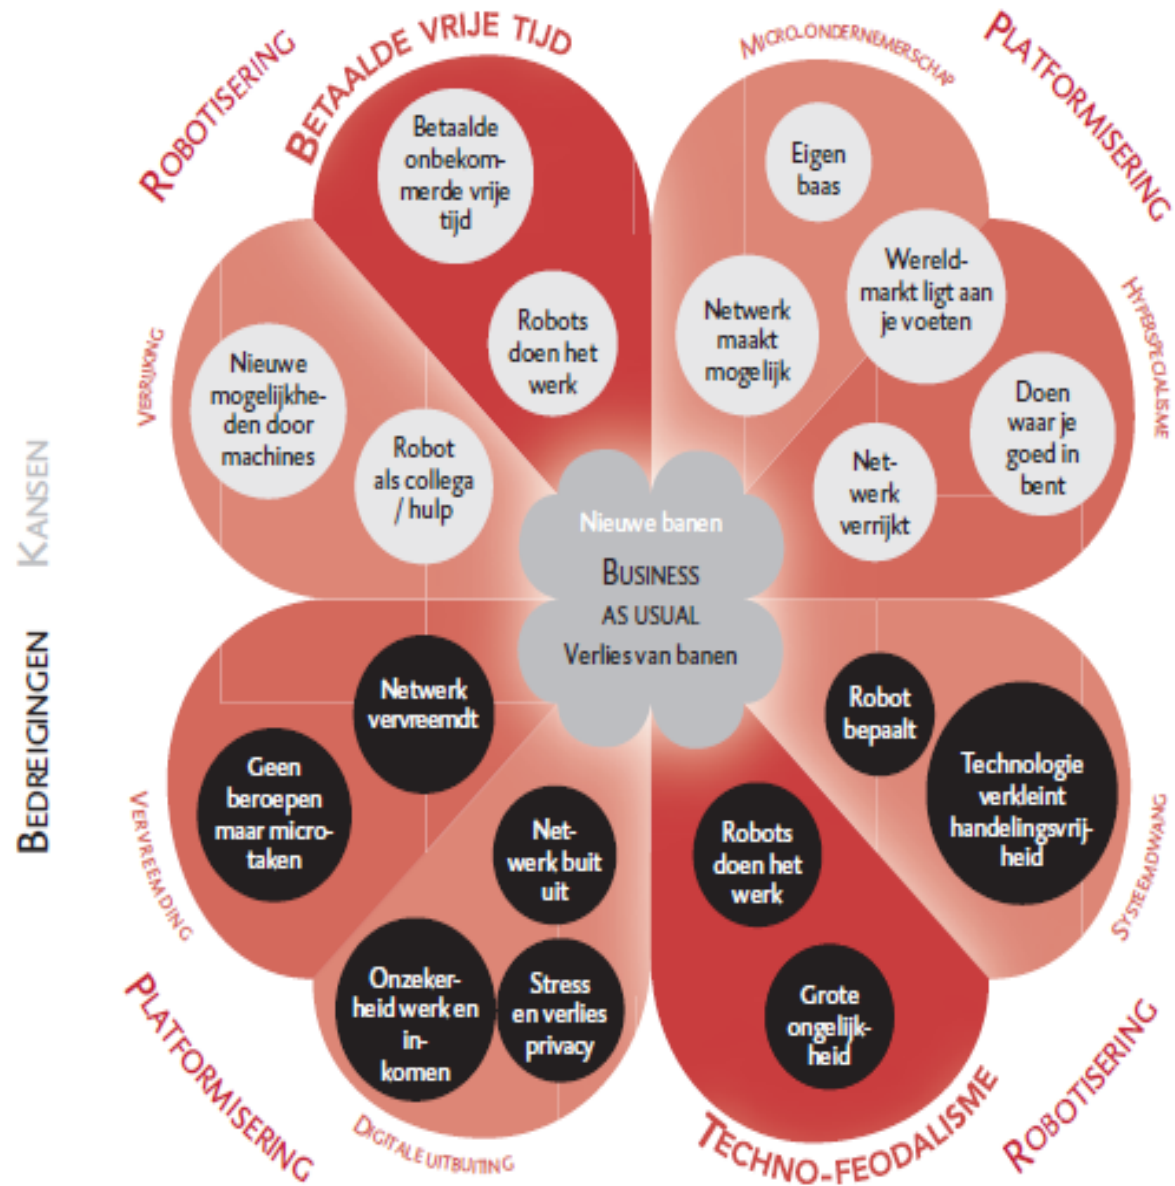 ROBOTISERING
BETAALDE VRIJE TIJD
MICRO-ONDERNEMERSCHAP
PLATFORMISERING
Betaalde
onbekom-
merde vrije
tijd
Robots
doen het
werk
Eigen
baas
Netwerk
maakt
mogelijk
Wereld-
markt ligt aan
je voeten
HYPERSPECIALISME
Doen
waar je
goed in
bent
Net-
werk
verrijkt
VERRIJKING
Nieuwe
mogelijkhe-
den door
machines
Robot
als collega
/ hulp
KANSEN
Nieuwe banen
BUSINESS
AS USUAL
Verlies van banen
BEDREIGINGEN
Netwerk
vervreemdt
Geen
beroepen
maar micro-
taken
VERVREEMDING
Net-
werk buit
uit
Onzeker-
heid werk en
in-
komen
Stress
en verlies
privacy
Robot
bepaalt
Technologie
verkleint
handelingsvrij-
heid
SYSTEEMDWANG
Robots
doen het
werk
Grote
ongelijk-
heid
PLATFORMISERING
DIGITALE UITBUITING
TECHNO-FEODALISME
ROBOTISERING